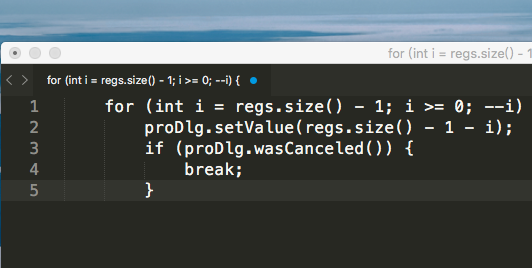 for (int i = regs.size() - 1
for (int i = regs.size() - 1; i >= 0; --i) {
1 for (int i = regs.size() - 1; i >= 0; --i)
2 proDlg.setValue(regs.size() - 1 - i);
3 if (proDlg.wasCanceled()) {
4 break;
5 }